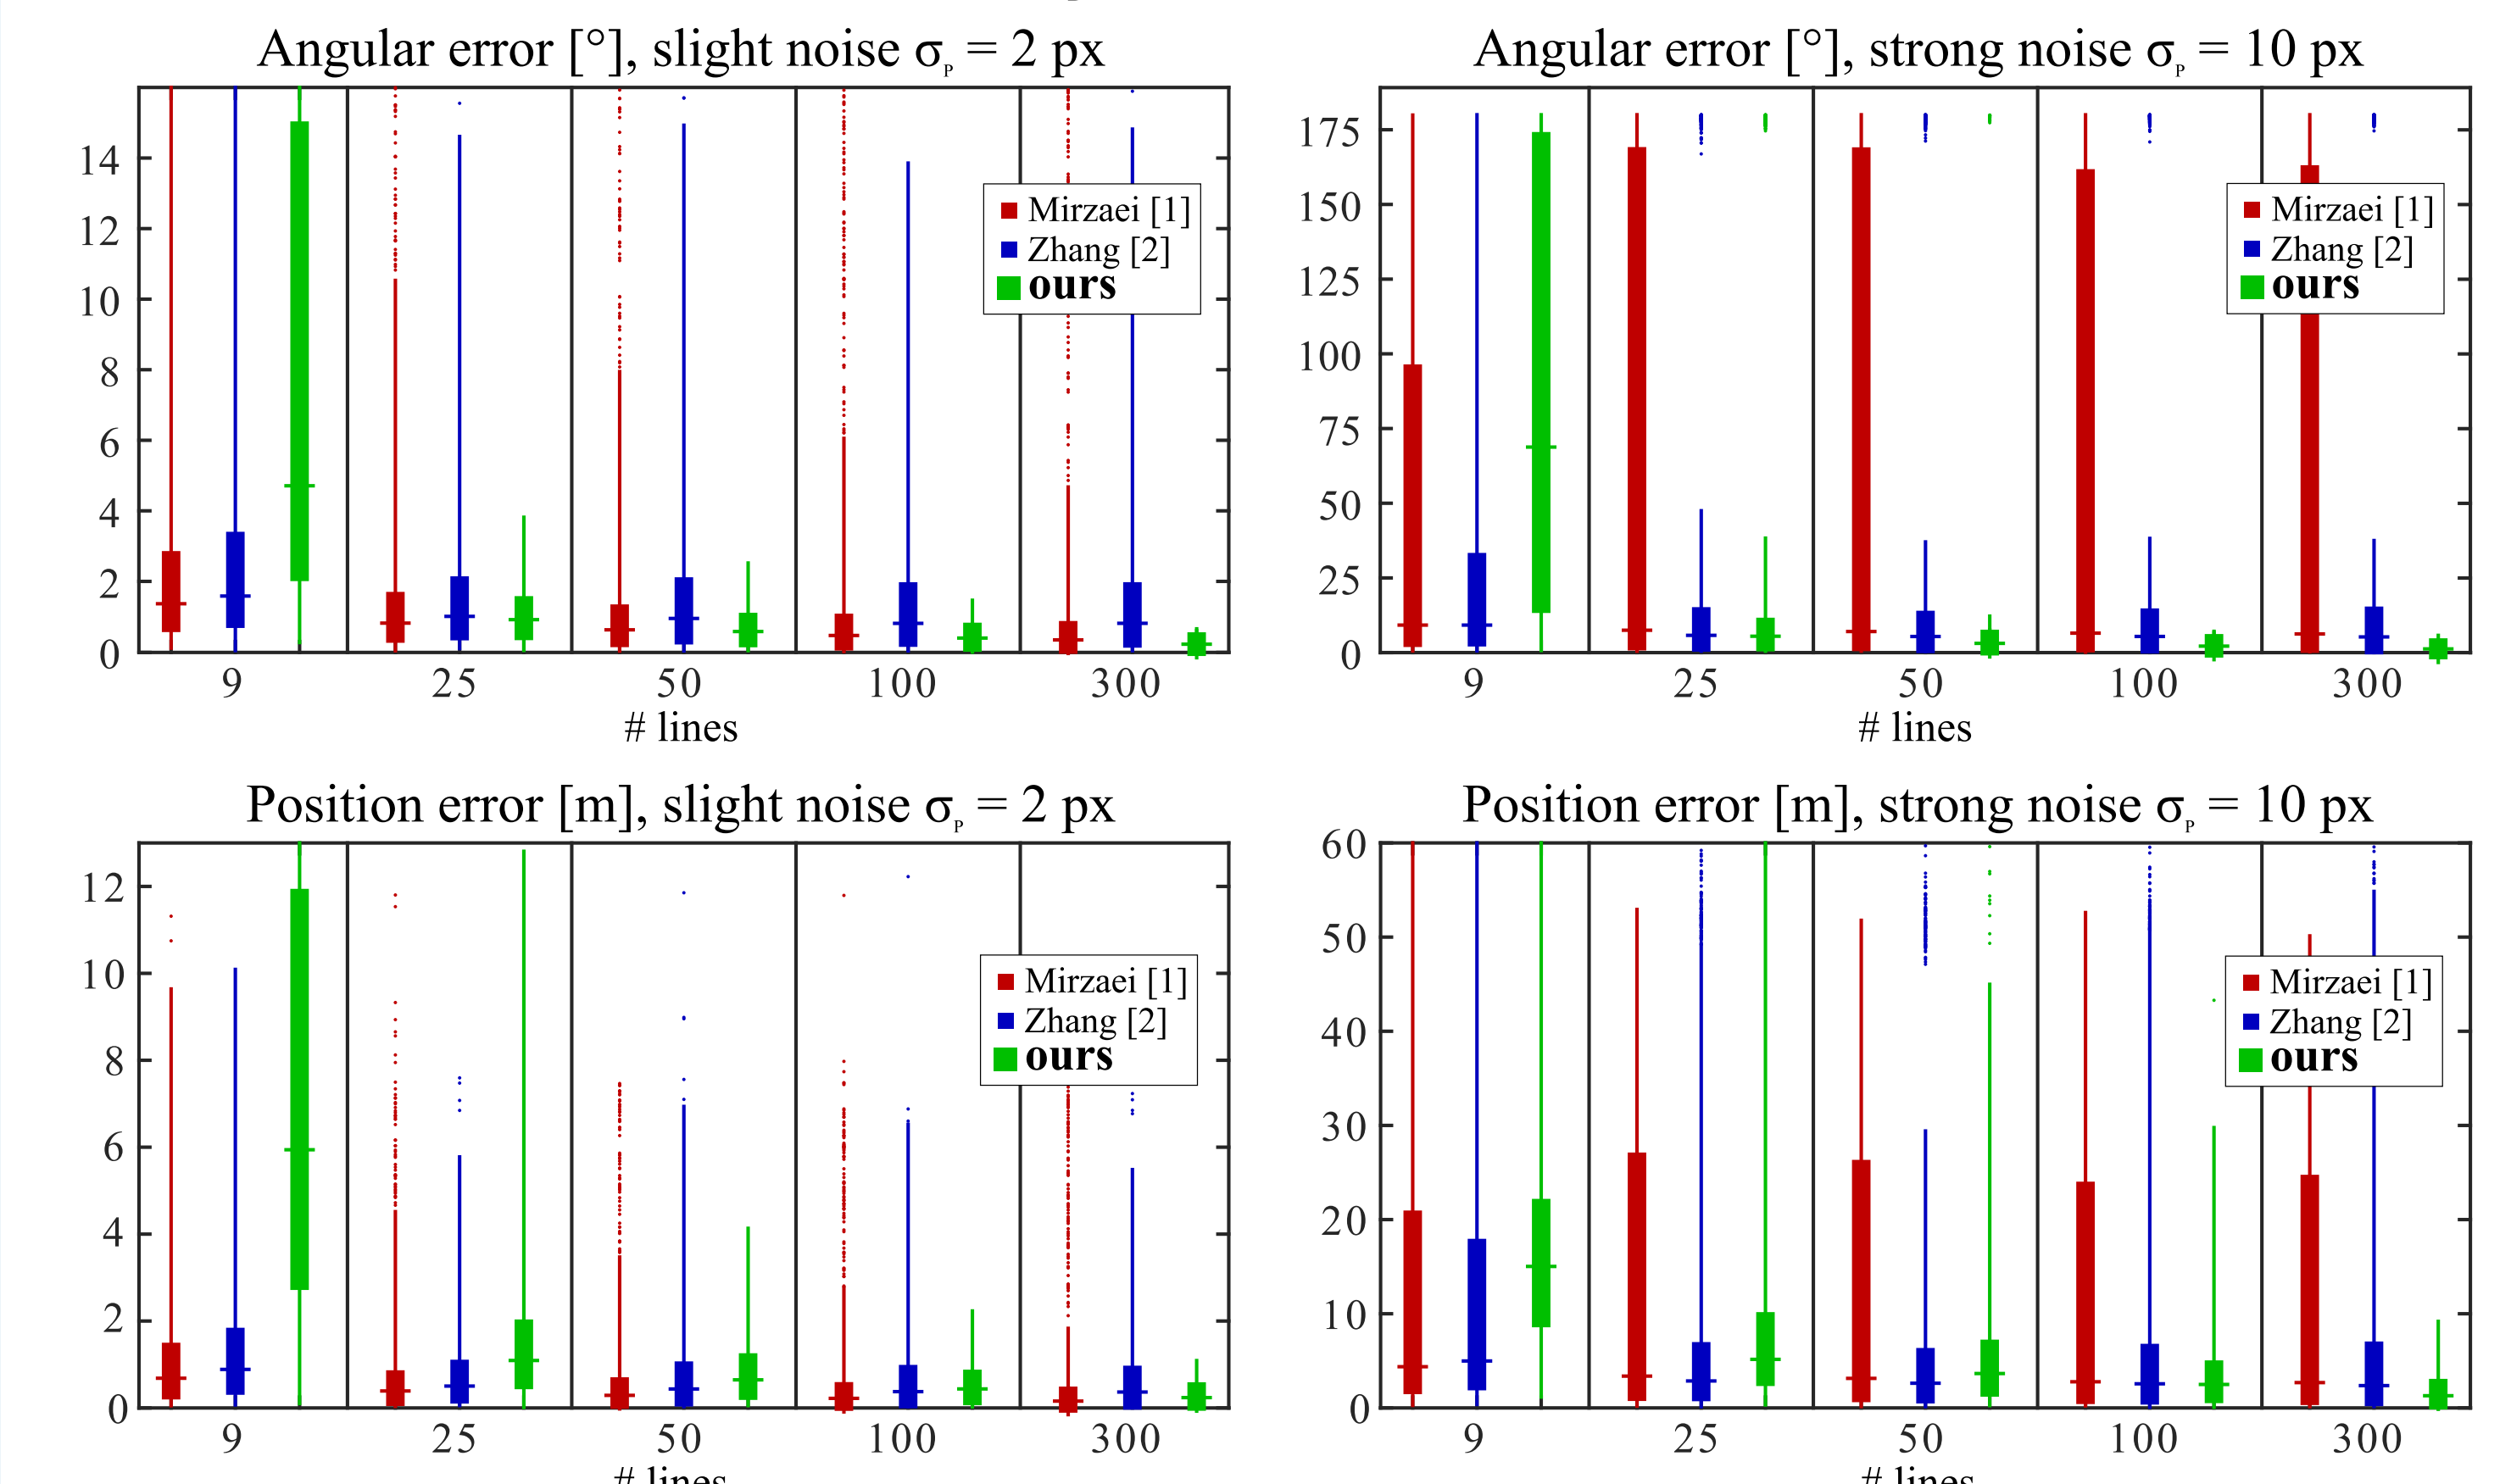 Angular error [°], slight noise σP = 2 px
14
12
10
8
6
4
2
0
Mirzaei [1]
Zhang [2]
ours
9 25 50 100 300
# lines
Angular error [°], strong noise σP = 10 px
175
150
125
100
75
50
25
0
Mirzaei [1]
Zhang [2]
ours
9 25 50 100 300
# lines
Position error [m], slight noise σP = 2 px
12
10
8
6
4
2
0
Mirzaei [1]
Zhang [2]
ours
9 25 50 100 300
# lines
Position error [m], strong noise σP = 10 px
60
50
40
30
20
10
0
Mirzaei [1]
Zhang [2]
ours
9 25 50 100 300
# lines